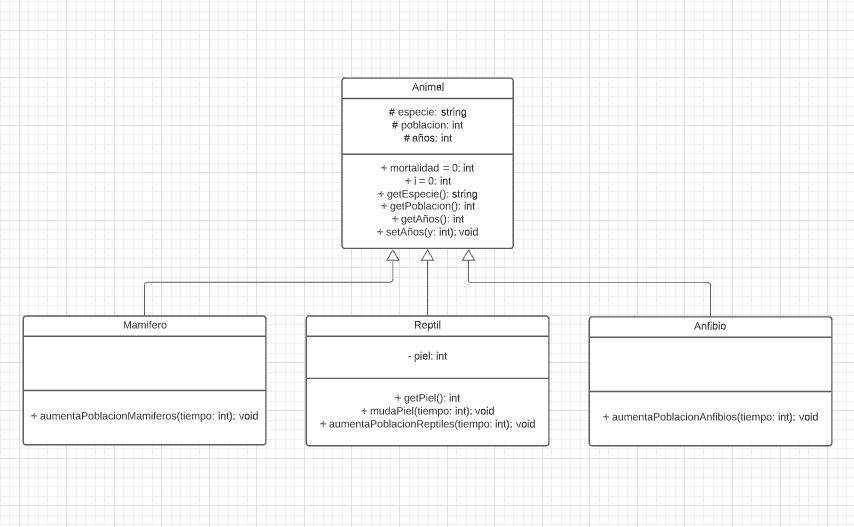 Animal
# especie: string
# poblacion: int
# años: int
+ mortalidad = 0: int
+ i = 0: int
+ getEspecie(): string
+ getPoblacion(): int
+ getAños(): int
+ setAños(y: int): void
Mamifero
+ aumentaPoblacionMamiferos(tiempo: int): void
Reptil
- piel: int
+ getPiel(): int
+ mudaPiel(tiempo: int): void
+ aumentaPoblacionReptiles(tiempo: int): void
Anfibio
+ aumentaPoblacionAnfibios(tiempo: int): void